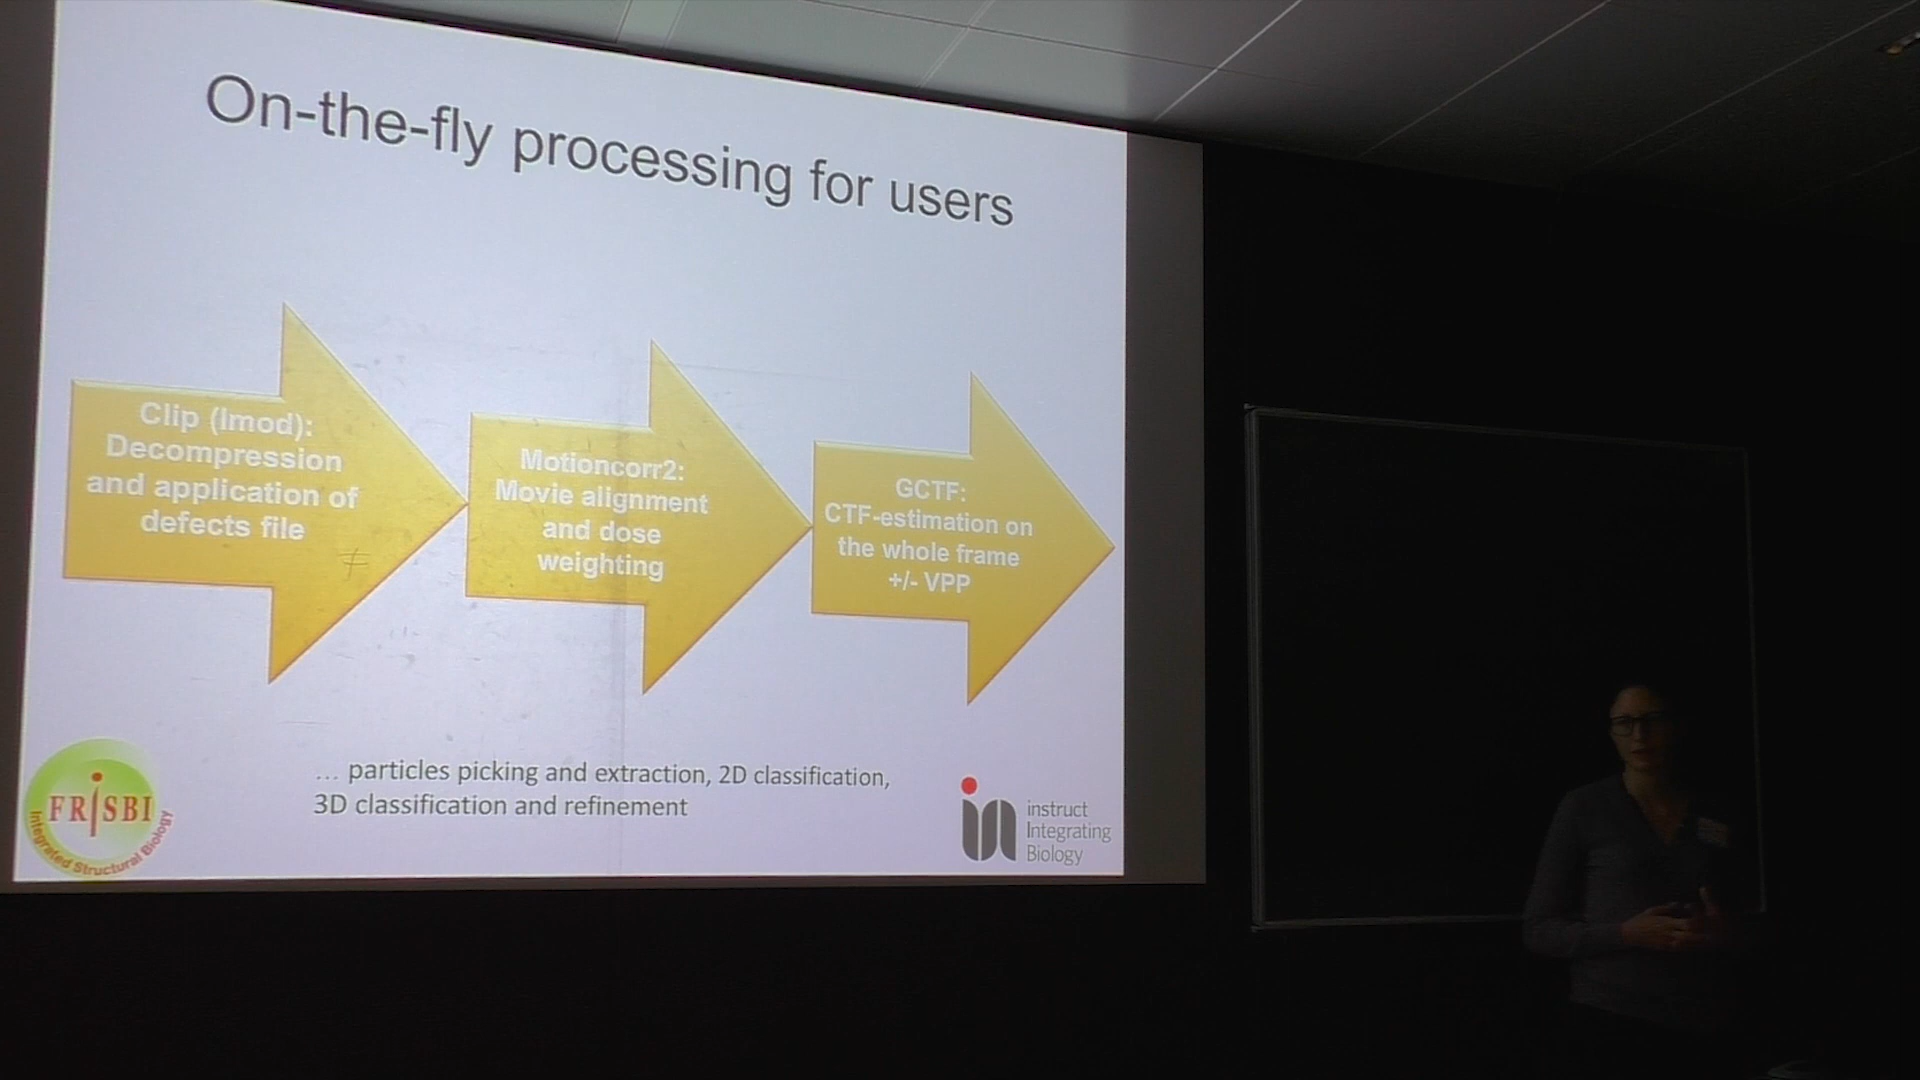 On-the-fly processing for users
Clip (Imod):
Decompression
and application of
defects file
Motioncorr2:
Movie alignment
and dose
weighting
GCTF:
CTF-estimation on
the whole frame
+/- VPP
... particles picking and extraction, 2D classification,
3D classification and refinement
FRISBI
Integrated Structural Biology
instruct
Integrating
Biology